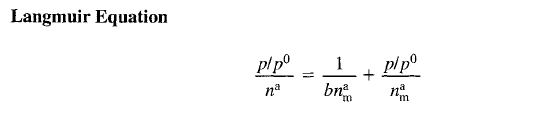 Langmuir Equation
p/p⁰ / nᵃ = 1 / bnᵃₘ + p/p⁰ / nᵃₘ